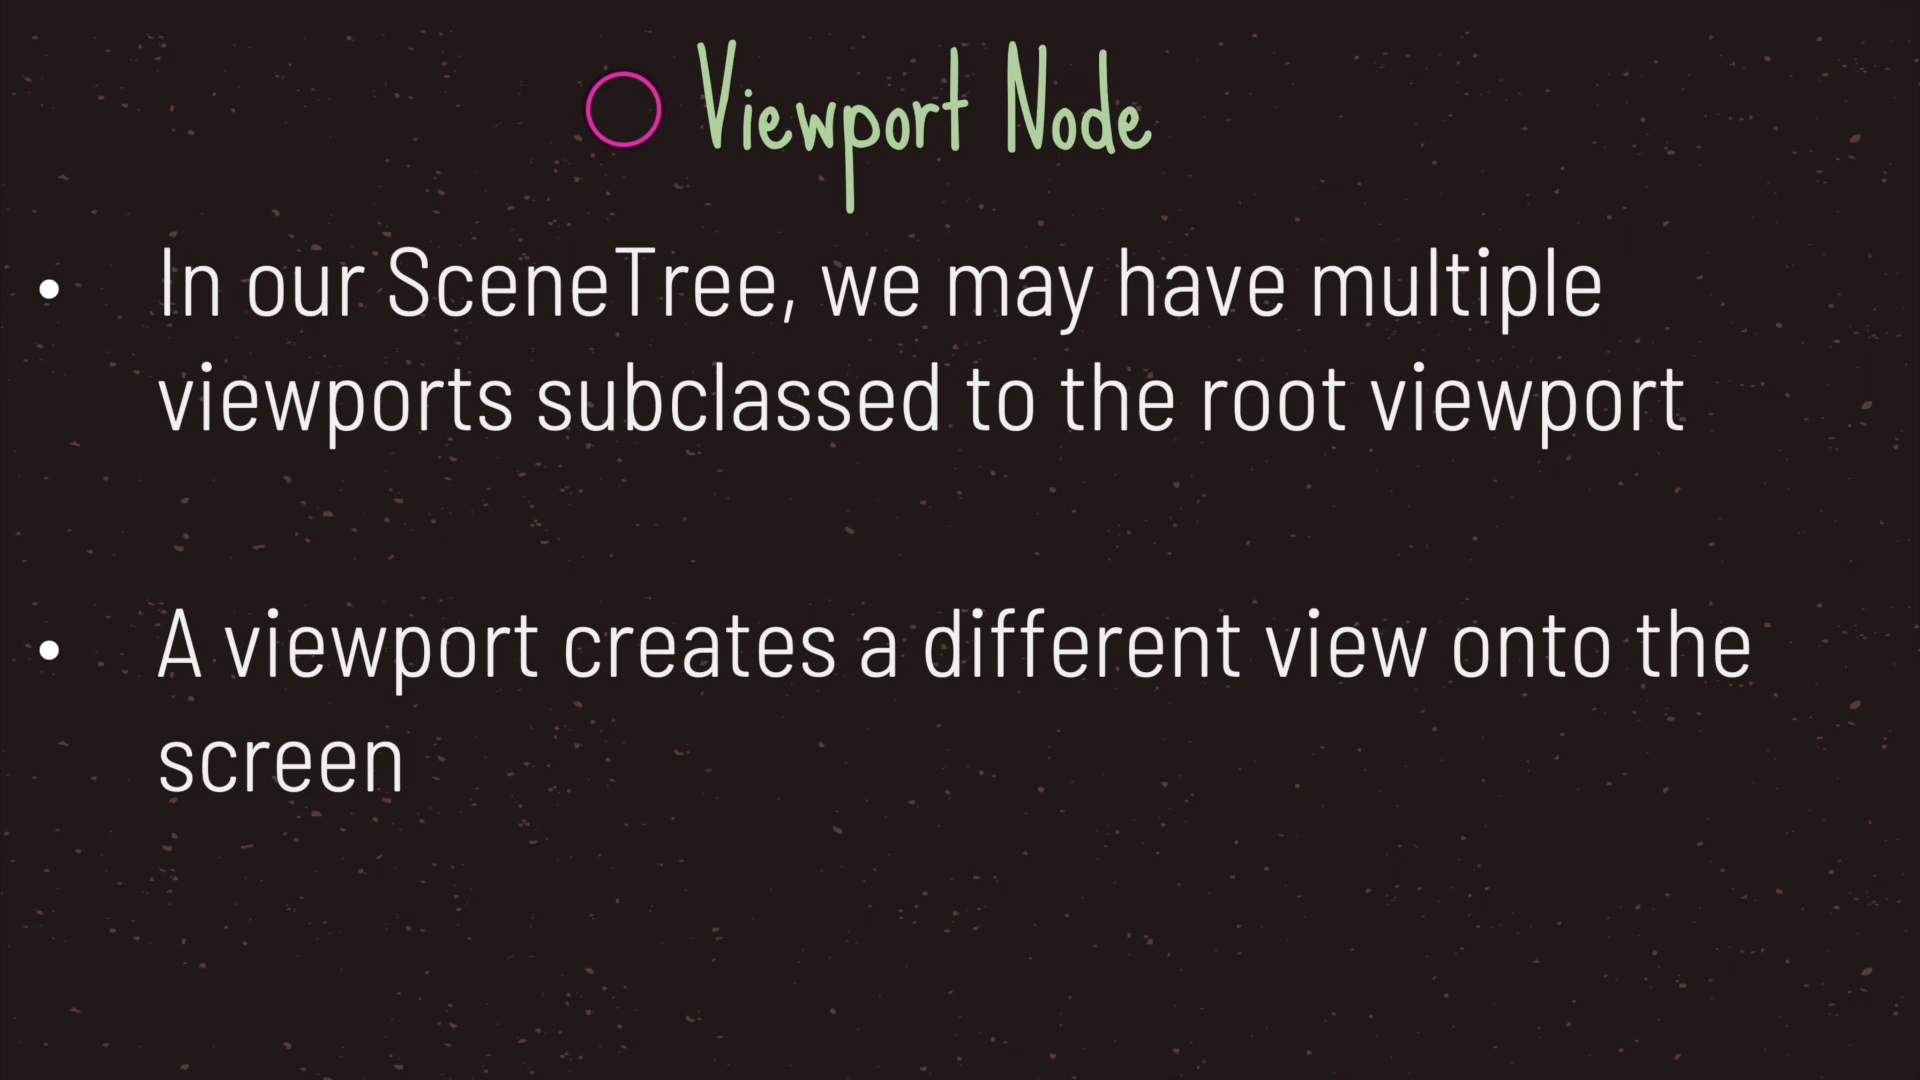 Viewport Node
• In our SceneTree, we may have multiple
viewports subclassed to the root viewport
• A viewport creates a different view onto the
screen